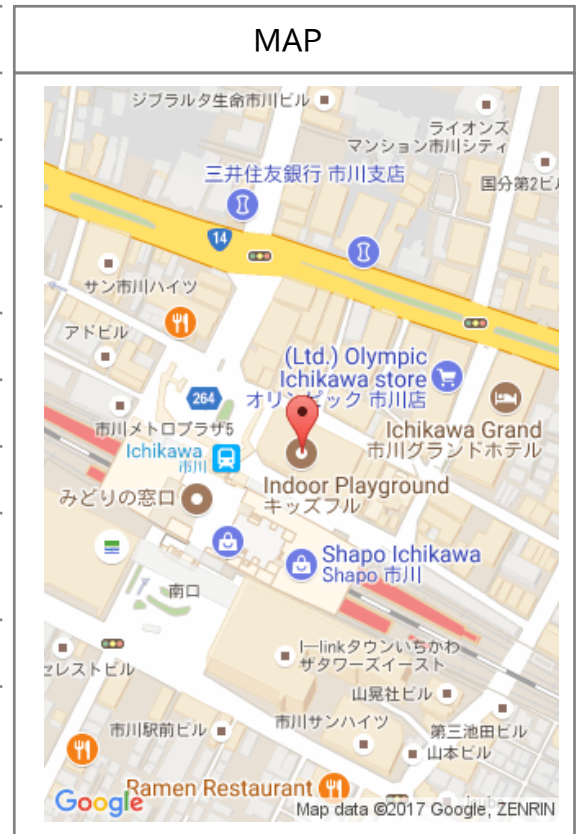 MAP
ジブラルタ生命市川ビル
ライオンズ
マンション市川シティ
三井住友銀行 市川支店
国分第2ビル
14
サン市川ハイツ
アドビル
(Ltd.) Olympic
Ichikawa store
オリンピック 市川店
264
市川メトロプラザ5
Ichikawa Grand
市川グランドホテル
Ichikawa
市川
Indoor Playground
キッズフル
みどりの窓口
Shapo Ichikawa
Shapo 市川
南口
I-linkタウンいちかわ
ザタワーズイースト
セレストビル
山晃社ビル
市川駅前ビル
市川サンハイツ
第三池田ビル
山本ビル
Ramen Restaurant
Google
Map data ©2017 Google, ZENRIN